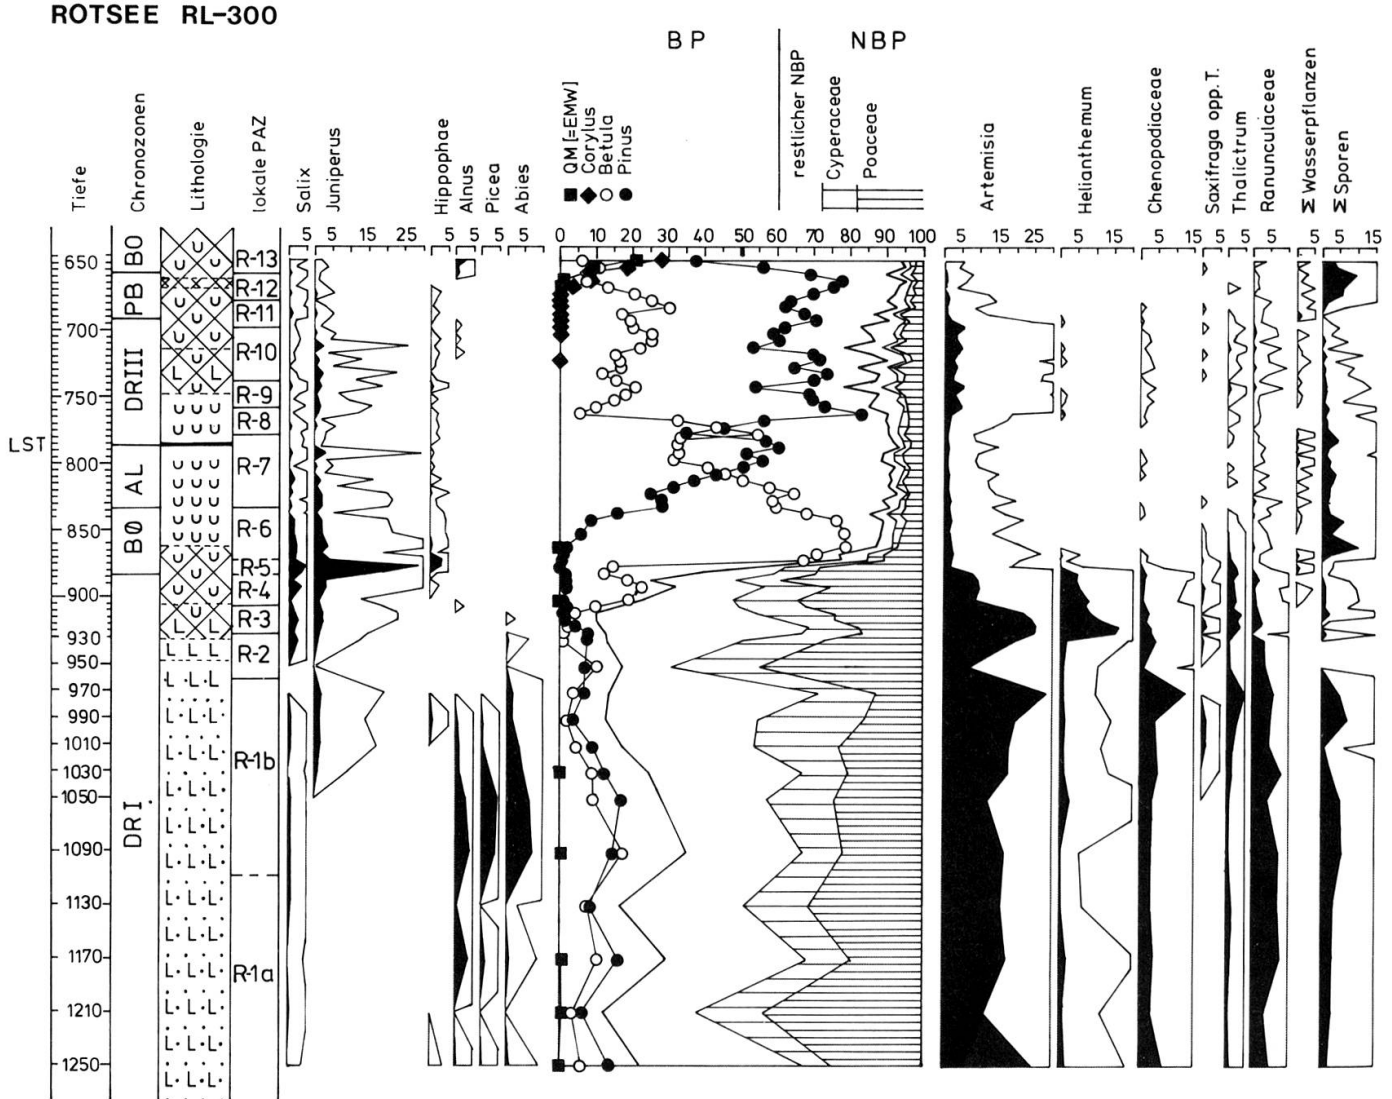 ROTSEE RL-300
BP NBP
Tiefe
Chronozonen
Lithologie
lokale PAZ
Salix
Juniperus
Hippophae
Alnus
Picea
Abies
QM [=EMW]
Corylus
Betula
Pinus
restlicher NBP
Cyperaceae
Poaceae
Artemisia
Helianthemum
Chenopodiaceae
Saxifraga opp.T.
Thalictrum
Ranunculaceae
Σ Wasserpflanzen
Σ Sporen
5 5 15 25 5 5 5 5 0 10 20 30 40 50 60 70 80 90 100 5 15 25 5 5 15 5 5 5 5 5 15
650
700
750
800
850
900
930
950
970
990
1010
1030
1050
1090
1130
1170
1210
1250
LST
BO
PB
DRIII
AL
BØ
DRI
R-13
R-12
R-11
R-10
R-9
R-8
R-7
R-6
R-5
R-4
R-3
R-2
R-1b
R-1a